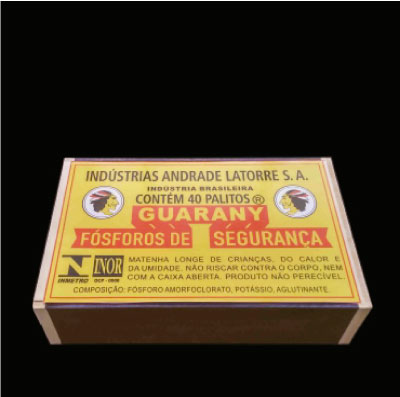 INDÚSTRIAS ANDRADE LATORRE S.A.
INDÚSTRIA BRASILEIRA
CONTÉM 40 PALITOS ®
GUARANY
FÓSFOROS DE SEGURANÇA
N INOR MATENHA LONGE DE CRIANÇAS, DO CALOR E
DA UMIDADE. NÃO RISCAR CONTRA O CORPO, NEM
INMETRO COM A CAIXA ABERTA. PRODUTO NÃO PERECÍVEL.
COMPOSIÇÃO: FÓSFORO AMORFOCLORATO, POTÁSSIO, AGLUTINANTE.